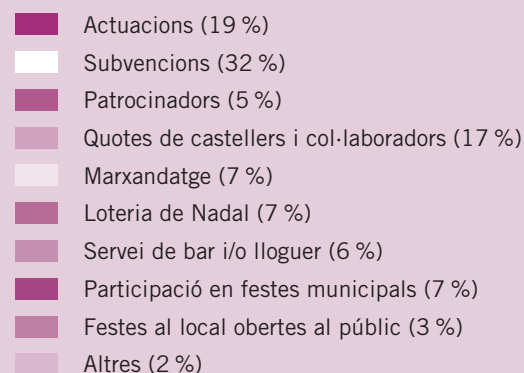 Actuacions (19 %)
Subvencions (32 %)
Patrocinadors (5 %)
Quotes de castellers i col·laboradors (17 %)
Marxandatge (7 %)
Loteria de Nadal (7 %)
Servei de bar i/o lloguer (6 %)
Participació en festes municipals (7 %)
Festes al local obertes al públic (3 %)
Altres (2 %)